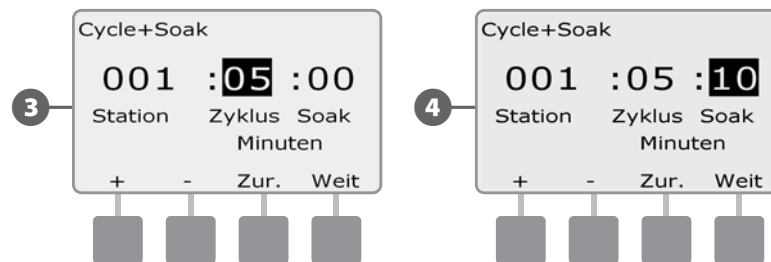 Cycle+Soak
001 :05 :00
Station Zyklus Soak
Minuten
+ - Zur. Weit
3
Cycle+Soak
001 :05 :10
Station Zyklus Soak
Minuten
+ - Zur. Weit
4